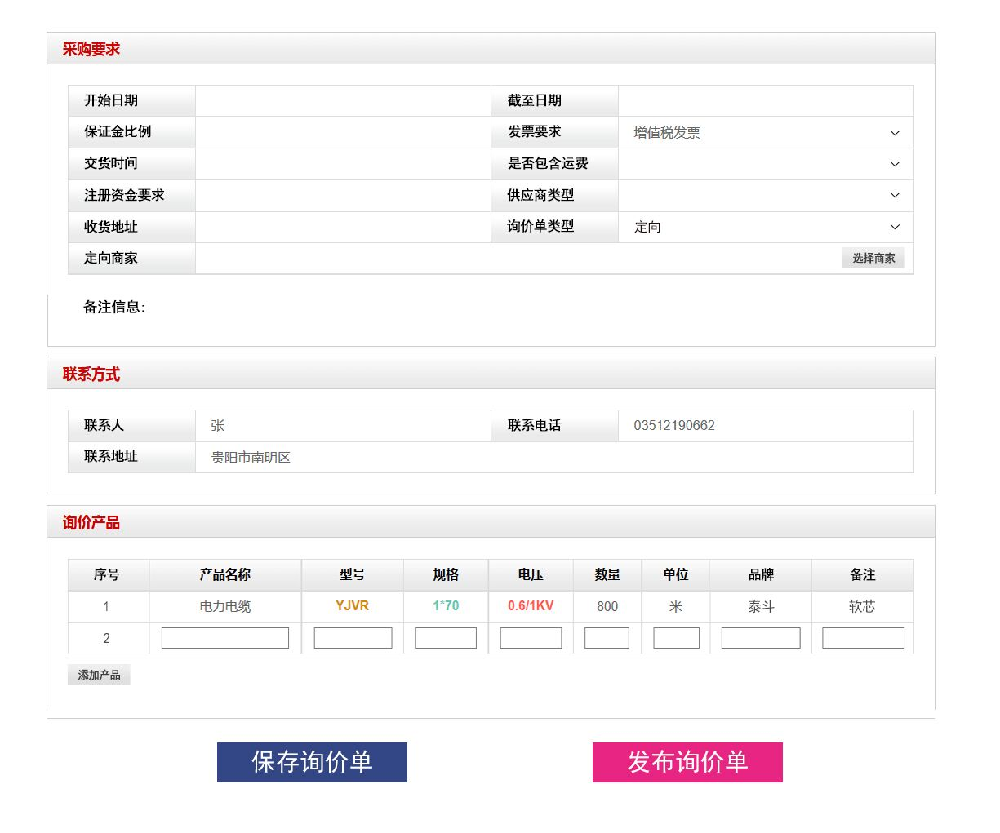 采购要求
开始日期 截至日期
保证金比例 发票要求 增值税发票
交货时间 是否包含运费
注册资金要求 供应商类型
收货地址 询价单类型 定向
定向商家 选择商家
备注信息:
联系方式
联系人 张 联系电话 03512190662
联系地址 贵阳市南明区
询价产品
序号 产品名称 型号 规格 电压 数量 单位 品牌 备注
1 电力电缆 YJVR 1*70 0.6/1KV 800 米 泰斗 软芯
2
添加产品
保存询价单 发布询价单